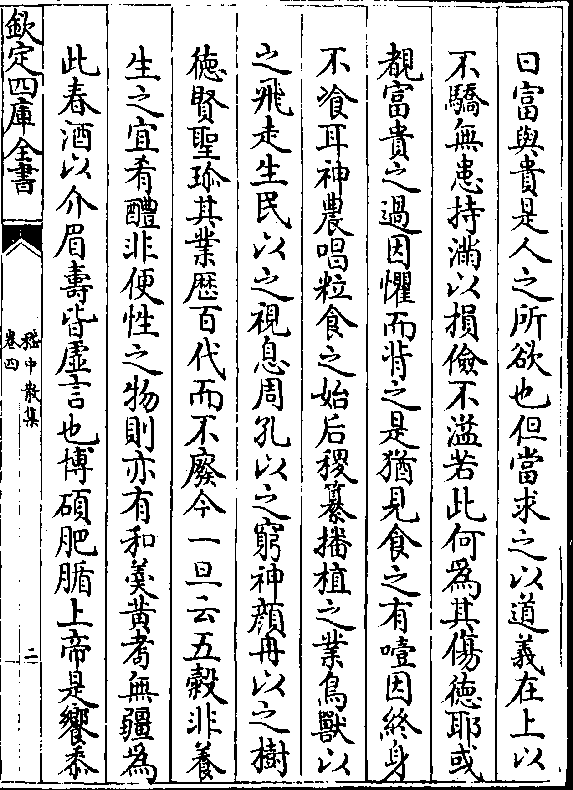 曰富與貴是人之所欲也但當求之以道義在上以
不驕無患持滿以損儉不溢若此何為其傷徳耶或
覩富貴之過因懼而背之是猶見食之有噎因終身
不飡耳神農唱粒食之始后稷纂播植之業鳥獸以
之飛走生民以之視息周孔以之窮神顔冉以之樹
徳賢聖珎其業歴百代而不廢今一旦云五穀非養
生之宜肴醴非便性之物則亦有和羮黄耇無疆為
此春酒以介眉壽皆虛言也博碩肥腯上帝是饗黍
欽定四庫全書
嵇中散集
卷四
二